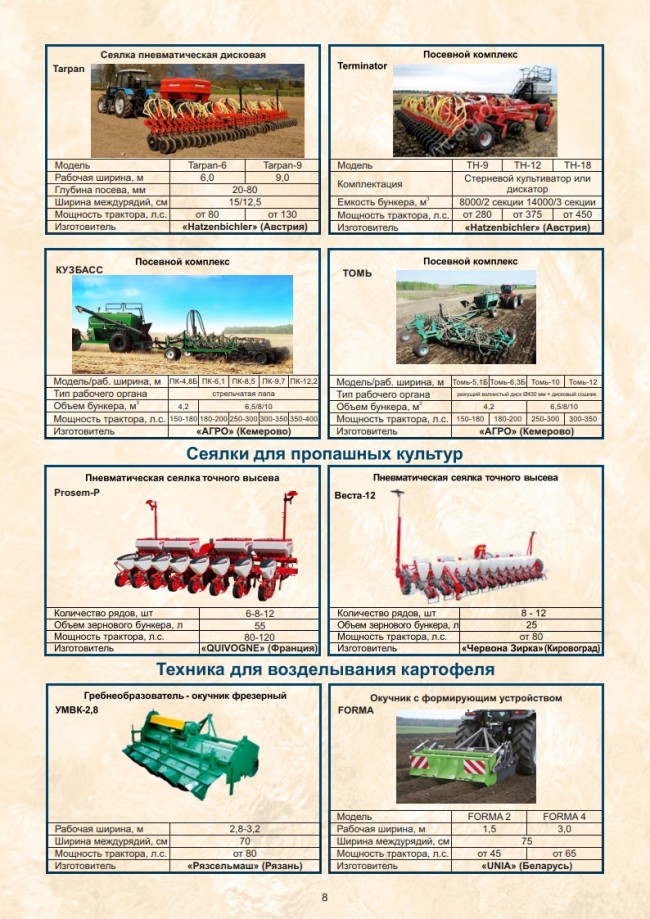 Сеялка пневматическая дисковая
Tarpan
Модель Tarpan-6 Tarpan-9
Рабочая ширина, м 6,0 9,0
Глубина посева, мм 20-80
Ширина междурядий, см 15/12,5
Мощность трактора, л.с. от 80 от 130
Изготовитель «Hatzenbichler» (Австрия)
Посевной комплекс
Terminator
Модель TH-9 TH-12 TH-18
Комплектация Стерневой культиватор или
дискатор
Емкость бункера, м³ 8000/2 секции 14000/3 секции
Мощность трактора, л.с. от 280 от 375 от 450
Изготовитель «Hatzenbichler» (Австрия)
Посевной комплекс
КУЗБАСС
Модель/раб. ширина, м ПК-4,8Б ПК-6,1 ПК-8,5 ПК-9,7 ПК-12,2
Тип рабочего органа стрельчатая лапа
Объем бункера, м³ 4,2 6,5/8/10
Мощность трактора, л.с. 150-180 180-200 250-300 300-350 350-400
Изготовитель «АГРО» (Кемерово)
Посевной комплекс
ТОМЬ
Модель/раб. ширина, м Томь-5,1Б Томь-6,3Б Томь-10 Томь-12
Тип рабочего органа режущий волнистый диск Ø430 мм + дисковый сошник
Объем бункера, м³ 4,2 6,5/8/10
Мощность трактора, л.с. 150-180 180-200 250-300 300-350
Изготовитель «АГРО» (Кемерово)
Сеялки для пропашных культур
Пневматическая сеялка точного высева
Prosem-P
Количество рядов, шт 6-8-12
Объем зернового бункера, л 55
Мощность трактора, л.с. 80-120
Изготовитель «QUIVOGNE» (Франция)
Пневматическая сеялка точного высева
Веста-12
Количество рядов, шт 8 - 12
Объем зернового бункера, л 25
Мощность трактора, л.с. от 80
Изготовитель «Червона Зирка» (Кировоград)
Техника для возделывания картофеля
Гребнеобразователь - окучник фрезерный
УМВК-2,8
Рабочая ширина, м 2,8-3,2
Ширина междурядий, см 70
Мощность трактора, л.с. от 80
Изготовитель «Рязсельмаш» (Рязань)
Окучник с формирующим устройством
FORMA
Модель FORMA 2 FORMA 4
Рабочая ширина, м 1,5 3,0
Ширина междурядий, см 75
Мощность трактора, л.с. от 45 от 65
Изготовитель «UNIA» (Беларусь)
8